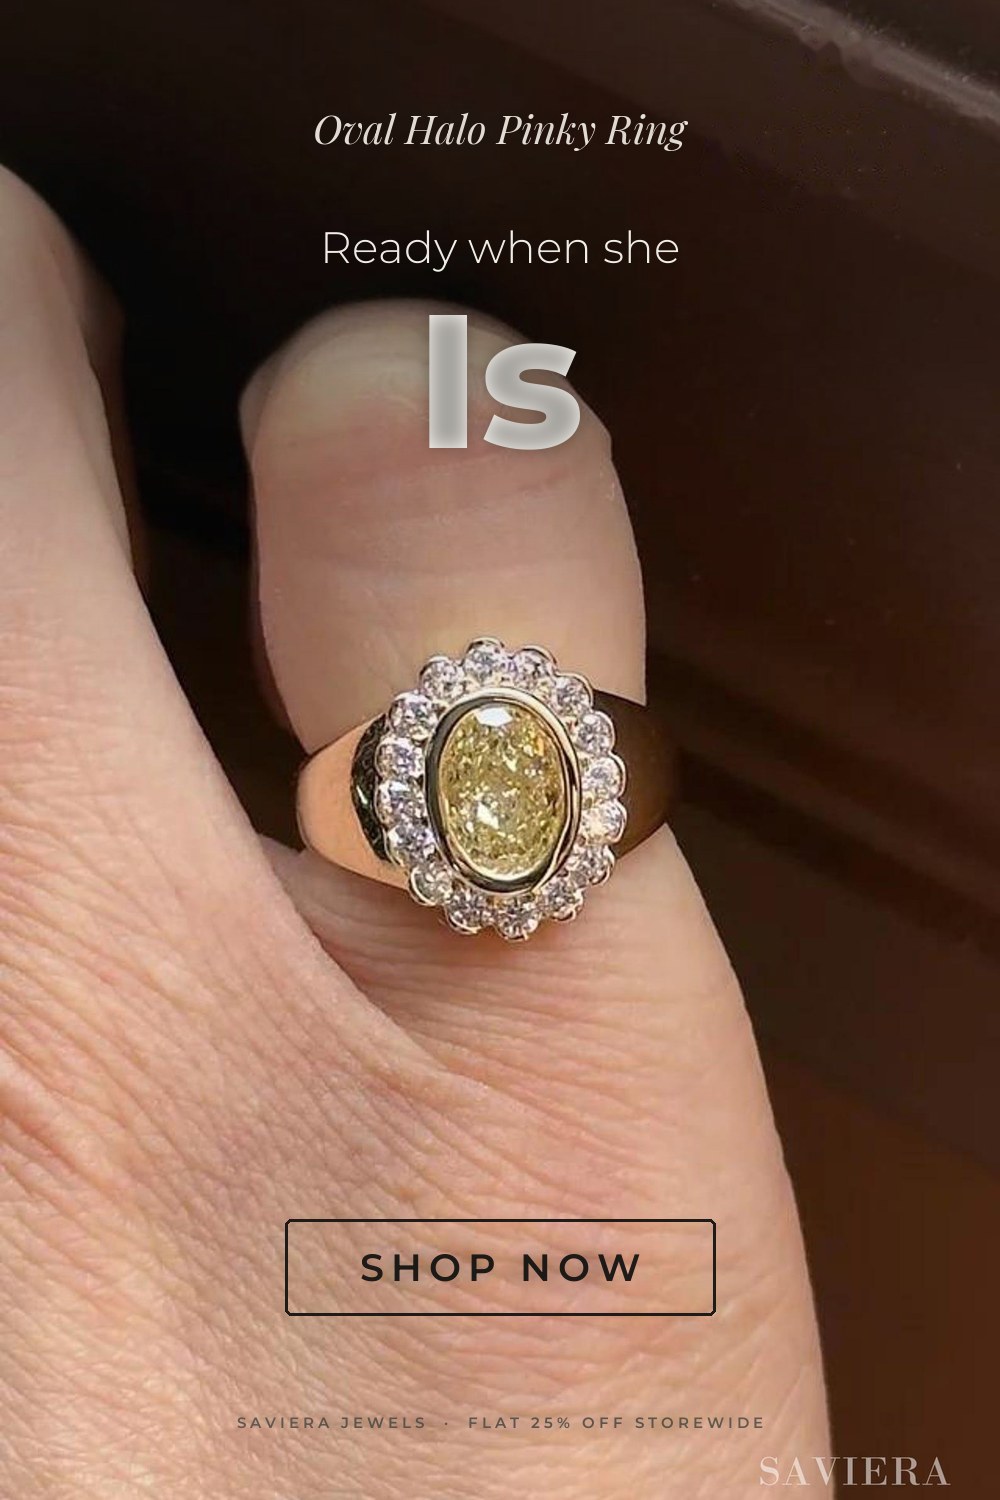 Oval Halo Pinky Ring
Ready when she
Is
SHOP NOW
SAVIERA JEWELS · FLAT 25% OFF STOREWIDE
SAVIERA